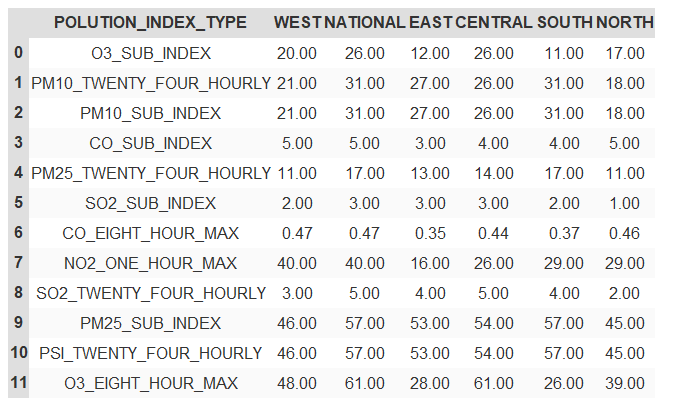 POLUTION_INDEX_TYPE WEST NATIONAL EAST CENTRAL SOUTH NORTH
0 O3_SUB_INDEX 20.00 26.00 12.00 26.00 11.00 17.00
1 PM10_TWENTY_FOUR_HOURLY 21.00 31.00 27.00 26.00 31.00 18.00
2 PM10_SUB_INDEX 21.00 31.00 27.00 26.00 31.00 18.00
3 CO_SUB_INDEX 5.00 5.00 3.00 4.00 4.00 5.00
4 PM25_TWENTY_FOUR_HOURLY 11.00 17.00 13.00 14.00 17.00 11.00
5 SO2_SUB_INDEX 2.00 3.00 3.00 3.00 2.00 1.00
6 CO_EIGHT_HOUR_MAX 0.47 0.47 0.35 0.44 0.37 0.46
7 NO2_ONE_HOUR_MAX 40.00 40.00 16.00 26.00 29.00 29.00
8 SO2_TWENTY_FOUR_HOURLY 3.00 5.00 4.00 5.00 4.00 2.00
9 PM25_SUB_INDEX 46.00 57.00 53.00 54.00 57.00 45.00
10 PSI_TWENTY_FOUR_HOURLY 46.00 57.00 53.00 54.00 57.00 45.00
11 O3_EIGHT_HOUR_MAX 48.00 61.00 28.00 61.00 26.00 39.00